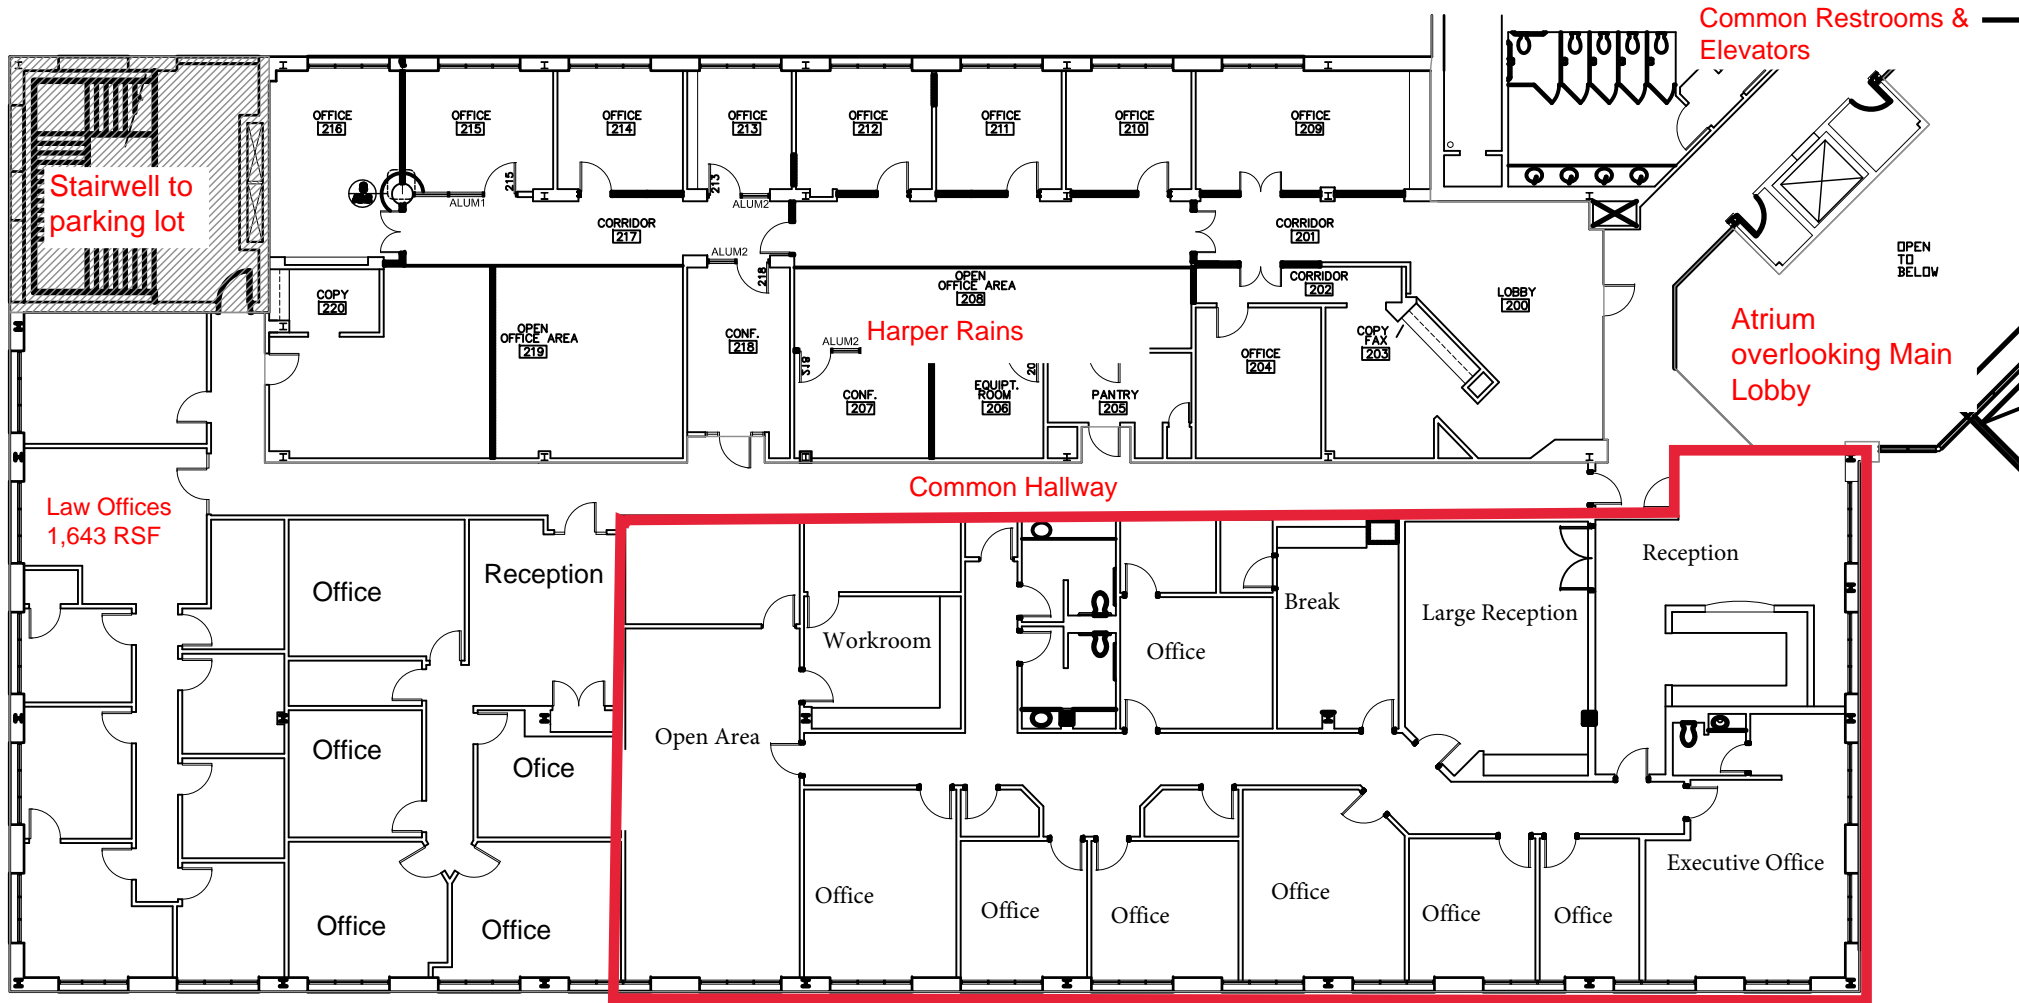 Common Restrooms &
Elevators
OFFICE
216
OFFICE
215
OFFICE
214
OFFICE
213
OFFICE
212
OFFICE
211
OFFICE
210
OFFICE
209
Stairwell to
parking lot
215
213
ALUM1
ALUM2
CORRIDOR
217
CORRIDOR
201
ALUM2
218
OPEN
TO
BELOW
COPY
220
OPEN
OFFICE AREA
208
CORRIDOR
202
LOBBY
200
OPEN
OFFICE AREA
219
CONF.
218
Harper Rains
ALUM2
218
COPY
FAX
203
OFFICE
204
Atrium
overlooking Main
Lobby
CONF.
207
EQUIPT.
ROOM
206
20
PANTRY
205
Common Hallway
Law Offices
1,643 RSF
Office
Reception
Workroom
Office
Break
Large Reception
Reception
Office
Ofice
Open Area
Office
Office
Office
Office
Office
Office
Office
Office
Executive Office